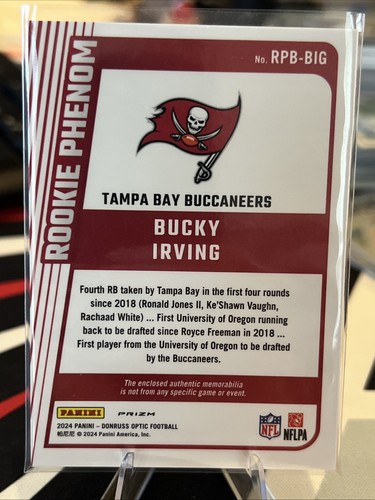 No. RPB-BIG
ROOKIE PHENOM
TAMPA BAY BUCCANEERS
BUCKY
IRVING
Fourth RB taken by Tampa Bay in the first four rounds
since 2018 (Ronald Jones II, Ke'Shawn Vaughn,
Rachaad White) ... First University of Oregon running
back to be drafted since Royce Freeman in 2018 ...
First player from the University of Oregon to be drafted
by the Buccaneers.
The enclosed authentic memorabilia
is not from any specific game or event.
PANINI
PRIZM
2024 PANINI – DONRUSS OPTIC FOOTBALL
帕尼尼 © 2024 Panini America, Inc.
NFL
NFLPA